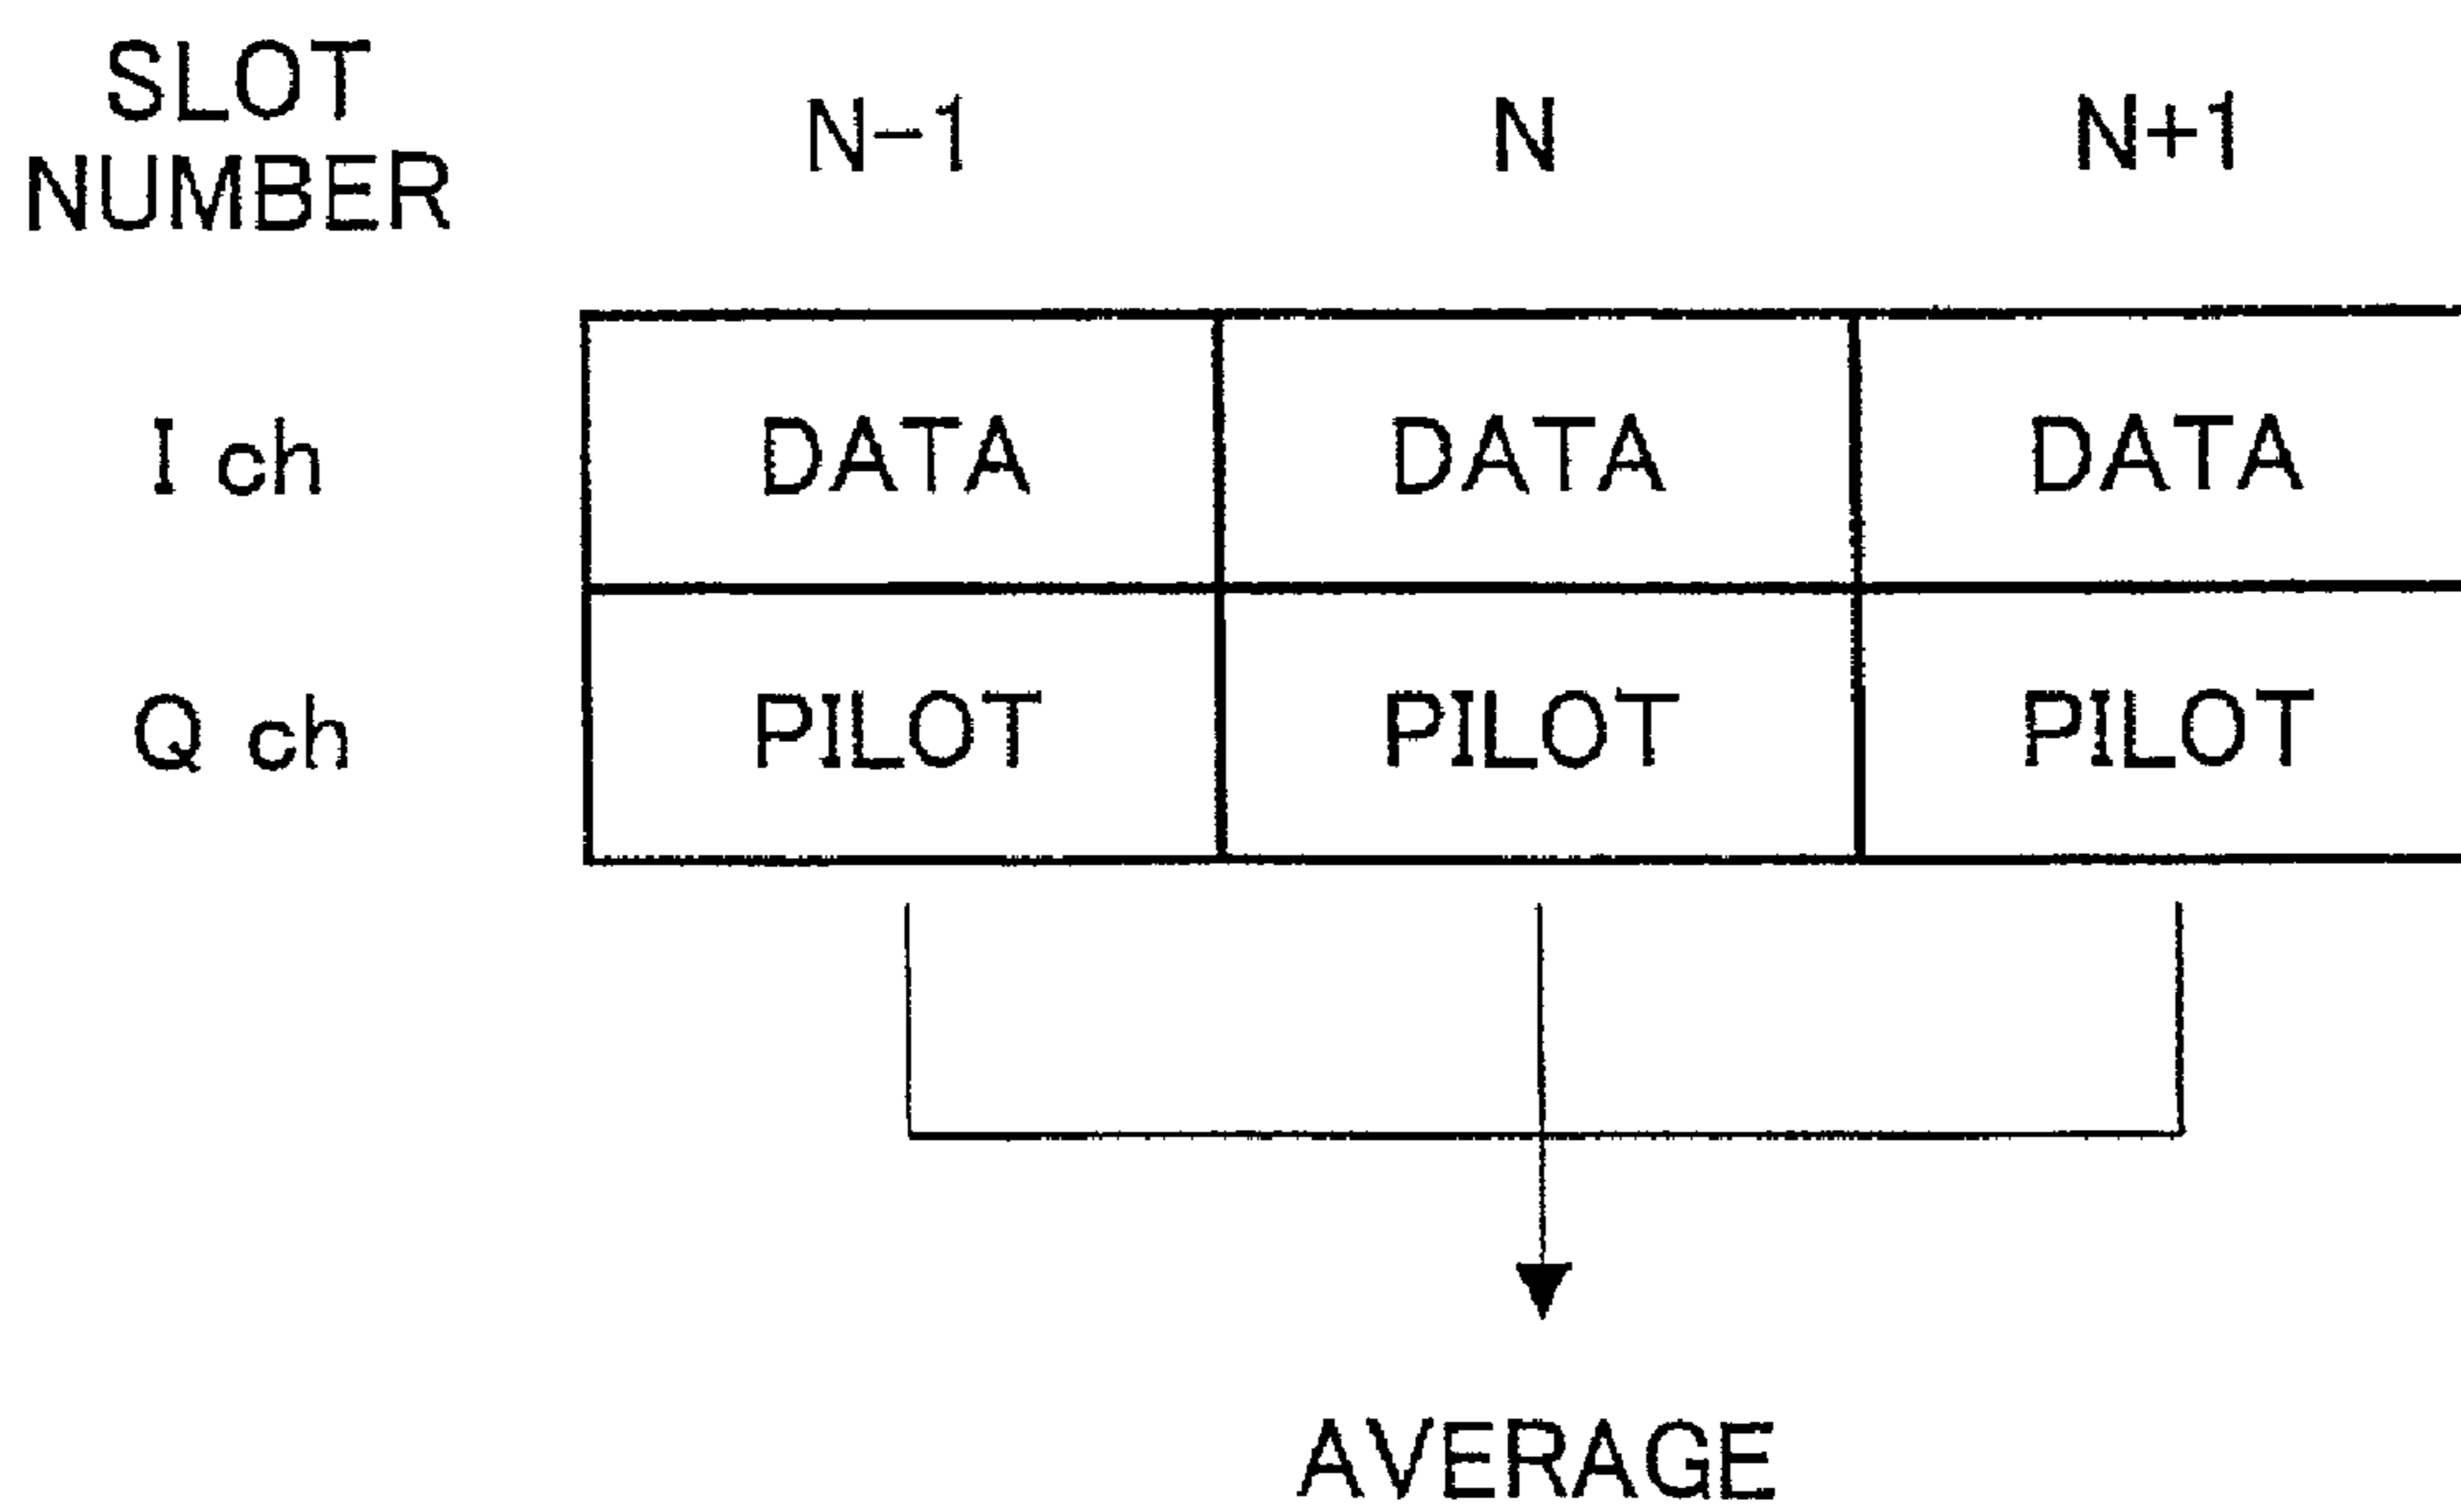 SLOT
NUMBER
N-1 N N+1
I ch DATA DATA DATA
Q ch PILOT PILOT PILOT
AVERAGE